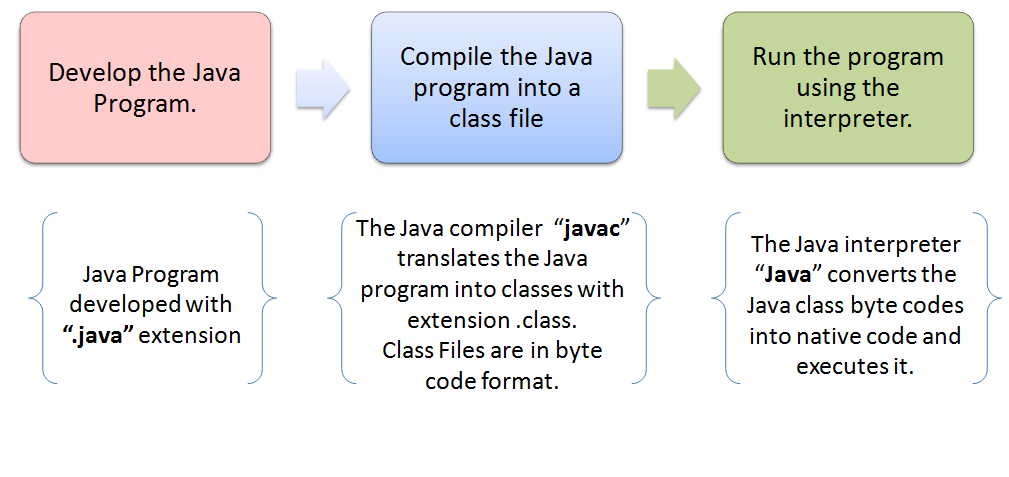 Develop the Java
Program.
Compile the Java
program into a
class file
Run the program
using the
interpreter.
Java Program
developed with
“.java” extension
The Java compiler “javac”
translates the Java
program into classes with
extension .class.
Class Files are in byte
code format.
The Java interpreter
“Java” converts the
Java class byte codes
into native code and
executes it.